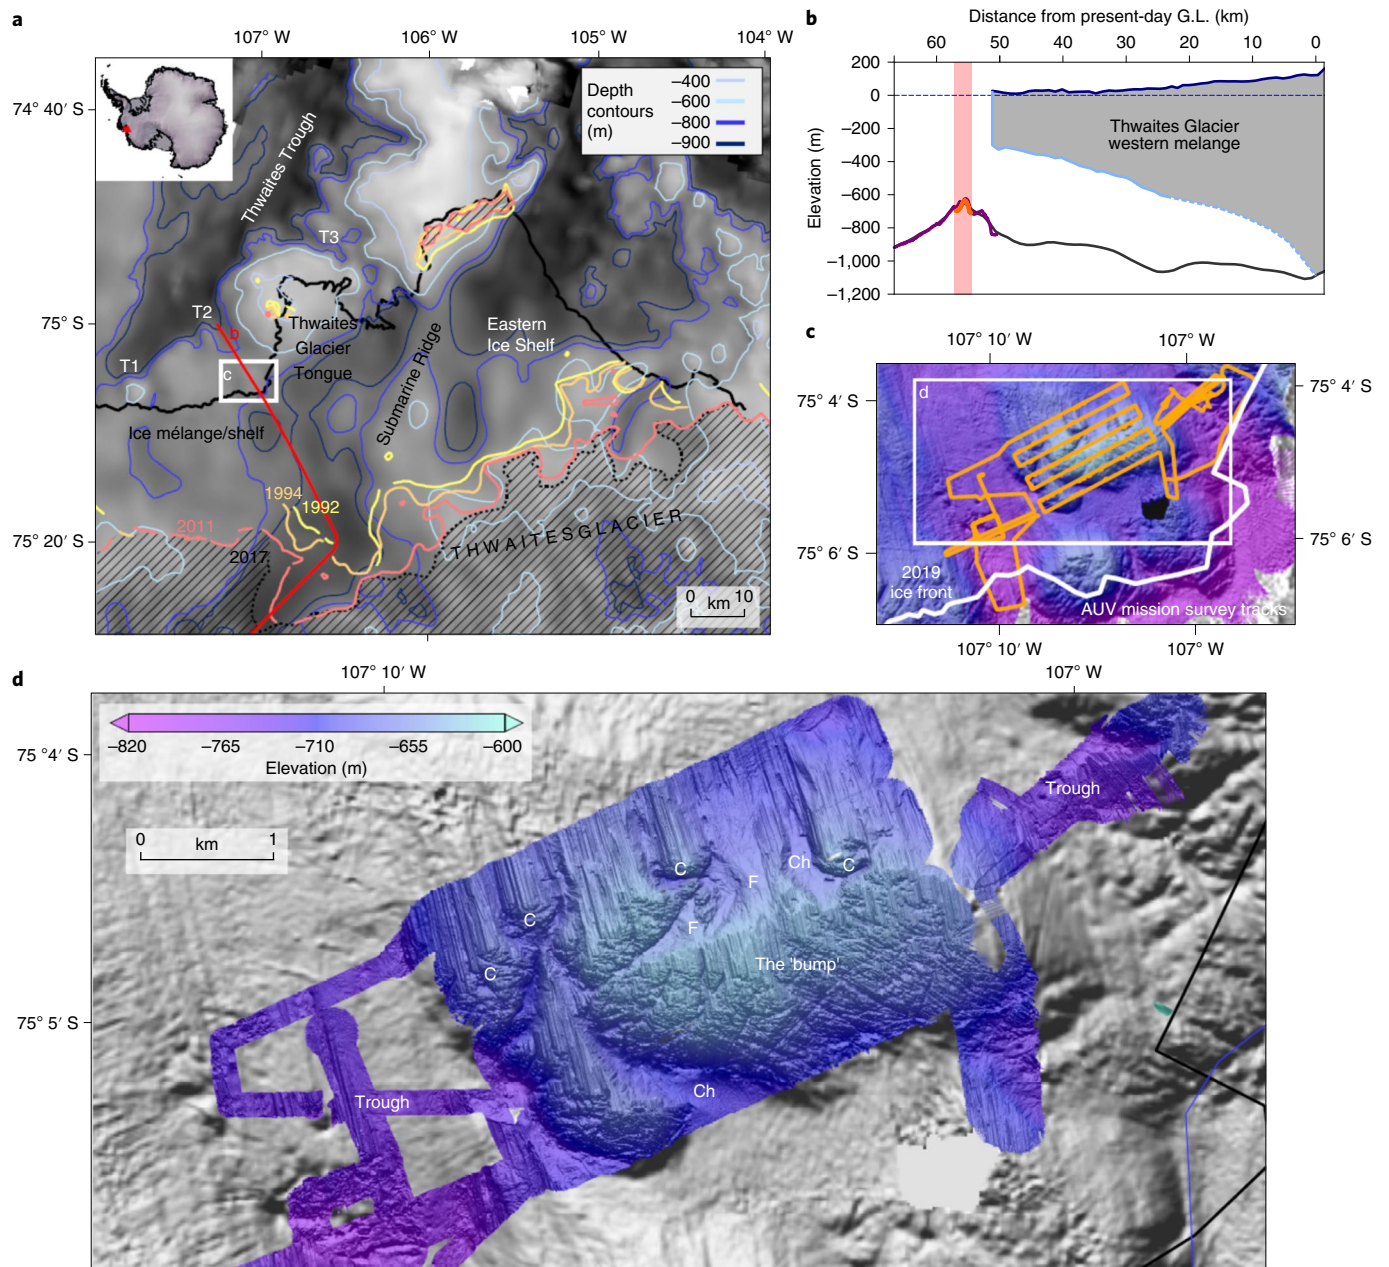 a
107° W
106° W
105° W
104° W
74° 40′ S
75° S
75° 20′ S
Depth
contours
(m)
–400
–600
–800
–900
Thwaites Trough
T3
T2
b
T1
c
Thwaites
Glacier
Tongue
Submarine Ridge
Eastern
Ice Shelf
Ice mélange/shelf
1994
1992
2011
2017
THWAITESGLACIER
0 km 10
b
Distance from present-day G.L. (km)
60 50 40 30 20 10 0
200
0
–200
–400
–600
–800
–1,000
–1,200
Elevation (m)
Thwaites Glacier
western melange
c
107° 10′ W
107° W
75° 4′ S
75° 4′ S
d
75° 6′ S
75° 6′ S
2019
ice front
AUV mission survey tracks
107° 10′ W
107° W
d
107° 10′ W
107° W
–820 –765 –710 –655 –600
Elevation (m)
75 °4′ S
0 km 1
Trough
C
Ch
C
F
C
F
C
The 'bump'
75° 5′ S
Ch
Trough